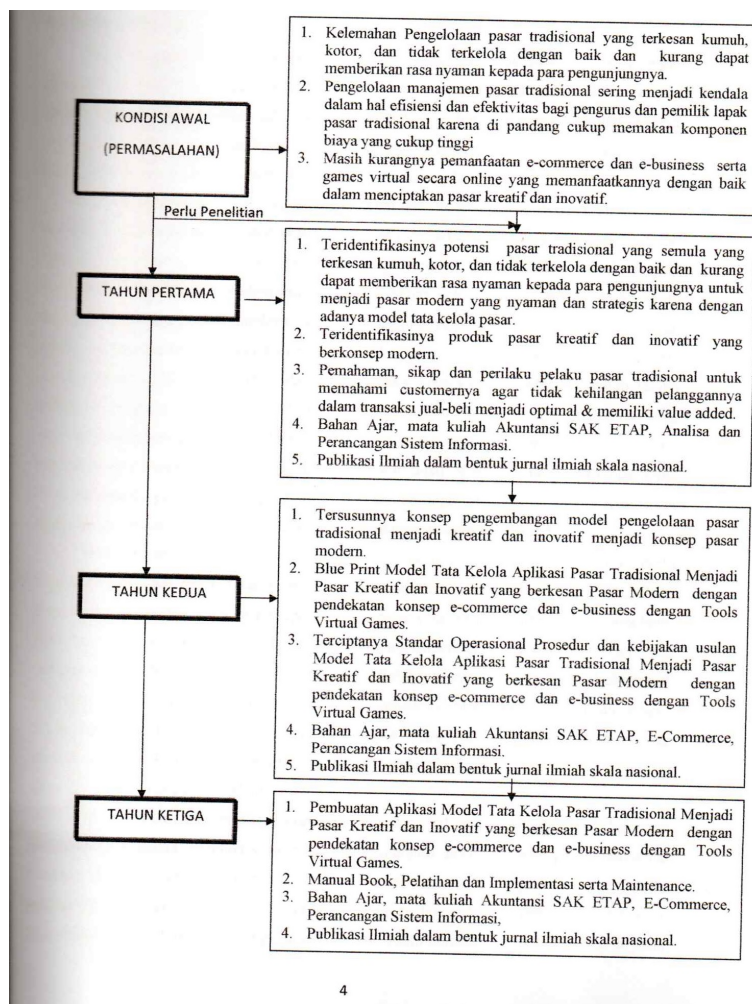 KONDISI AWAL
(PERMASALAHAN)
1. Kelemahan Pengelolaan pasar tradisional yang terkesan kumuh,
kotor, dan tidak terkelola dengan baik dan kurang dapat
memberikan rasa nyaman kepada para pengunjungnya.
2. Pengelolaan manajemen pasar tradisional sering menjadi kendala
dalam hal efisiensi dan efektivitas bagi pengurus dan pemilik lapak
pasar tradisional karena di pandang cukup memakan komponen
biaya yang cukup tinggi
3. Masih kurangnya pemanfaatan e-commerce dan e-business serta
games virtual secara online yang memanfaatkannya dengan baik
dalam menciptakan pasar kreatif dan inovatif.
Perlu Penelitian
TAHUN PERTAMA
1. Teridentifikasinya potensi pasar tradisional yang semula yang
terkesan kumuh, kotor, dan tidak terkelola dengan baik dan kurang
dapat memberikan rasa nyaman kepada para pengunjungnya untuk
menjadi pasar modern yang nyaman dan strategis karena dengan
adanya model tata kelola pasar.
2. Teridentifikasinya produk pasar kreatif dan inovatif yang
berkonsep modern.
3. Pemahaman, sikap dan perilaku pelaku pasar tradisional untuk
memahami customernya agar tidak kehilangan pelanggannya
dalam transaksi jual-beli menjadi optimal & memiliki value added.
4. Bahan Ajar, mata kuliah Akuntansi SAK ETAP, Analisa dan
Perancangan Sistem Informasi.
5. Publikasi Ilmiah dalam bentuk jurnal ilmiah skala nasional.
TAHUN KEDUA
1. Tersusunnya konsep pengembangan model pengelolaan pasar
tradisional menjadi kreatif dan inovatif menjadi konsep pasar
modern.
2. Blue Print Model Tata Kelola Aplikasi Pasar Tradisional Menjadi
Pasar Kreatif dan Inovatif yang berkesan Pasar Modern dengan
pendekatan konsep e-commerce dan e-business dengan Tools
Virtual Games.
3. Terciptanya Standar Operasional Prosedur dan kebijakan usulan
Model Tata Kelola Aplikasi Pasar Tradisional Menjadi Pasar
Kreatif dan Inovatif yang berkesan Pasar Modern dengan
pendekatan konsep e-commerce dan e-business dengan Tools
Virtual Games.
4. Bahan Ajar, mata kuliah Akuntansi SAK ETAP, E-Commerce,
Perancangan Sistem Informasi.
5. Publikasi Ilmiah dalam bentuk jurnal ilmiah skala nasional.
TAHUN KETIGA
1. Pembuatan Aplikasi Model Tata Kelola Pasar Tradisional Menjadi
Pasar Kreatif dan Inovatif yang berkesan Pasar Modern dengan
pendekatan konsep e-commerce dan e-business dengan Tools
Virtual Games.
2. Manual Book, Pelatihan dan Implementasi serta Maintenance.
3. Bahan Ajar, mata kuliah Akuntansi SAK ETAP, E-Commerce,
Perancangan Sistem Informasi,
4. Publikasi Ilmiah dalam bentuk jurnal ilmiah skala nasional.
4